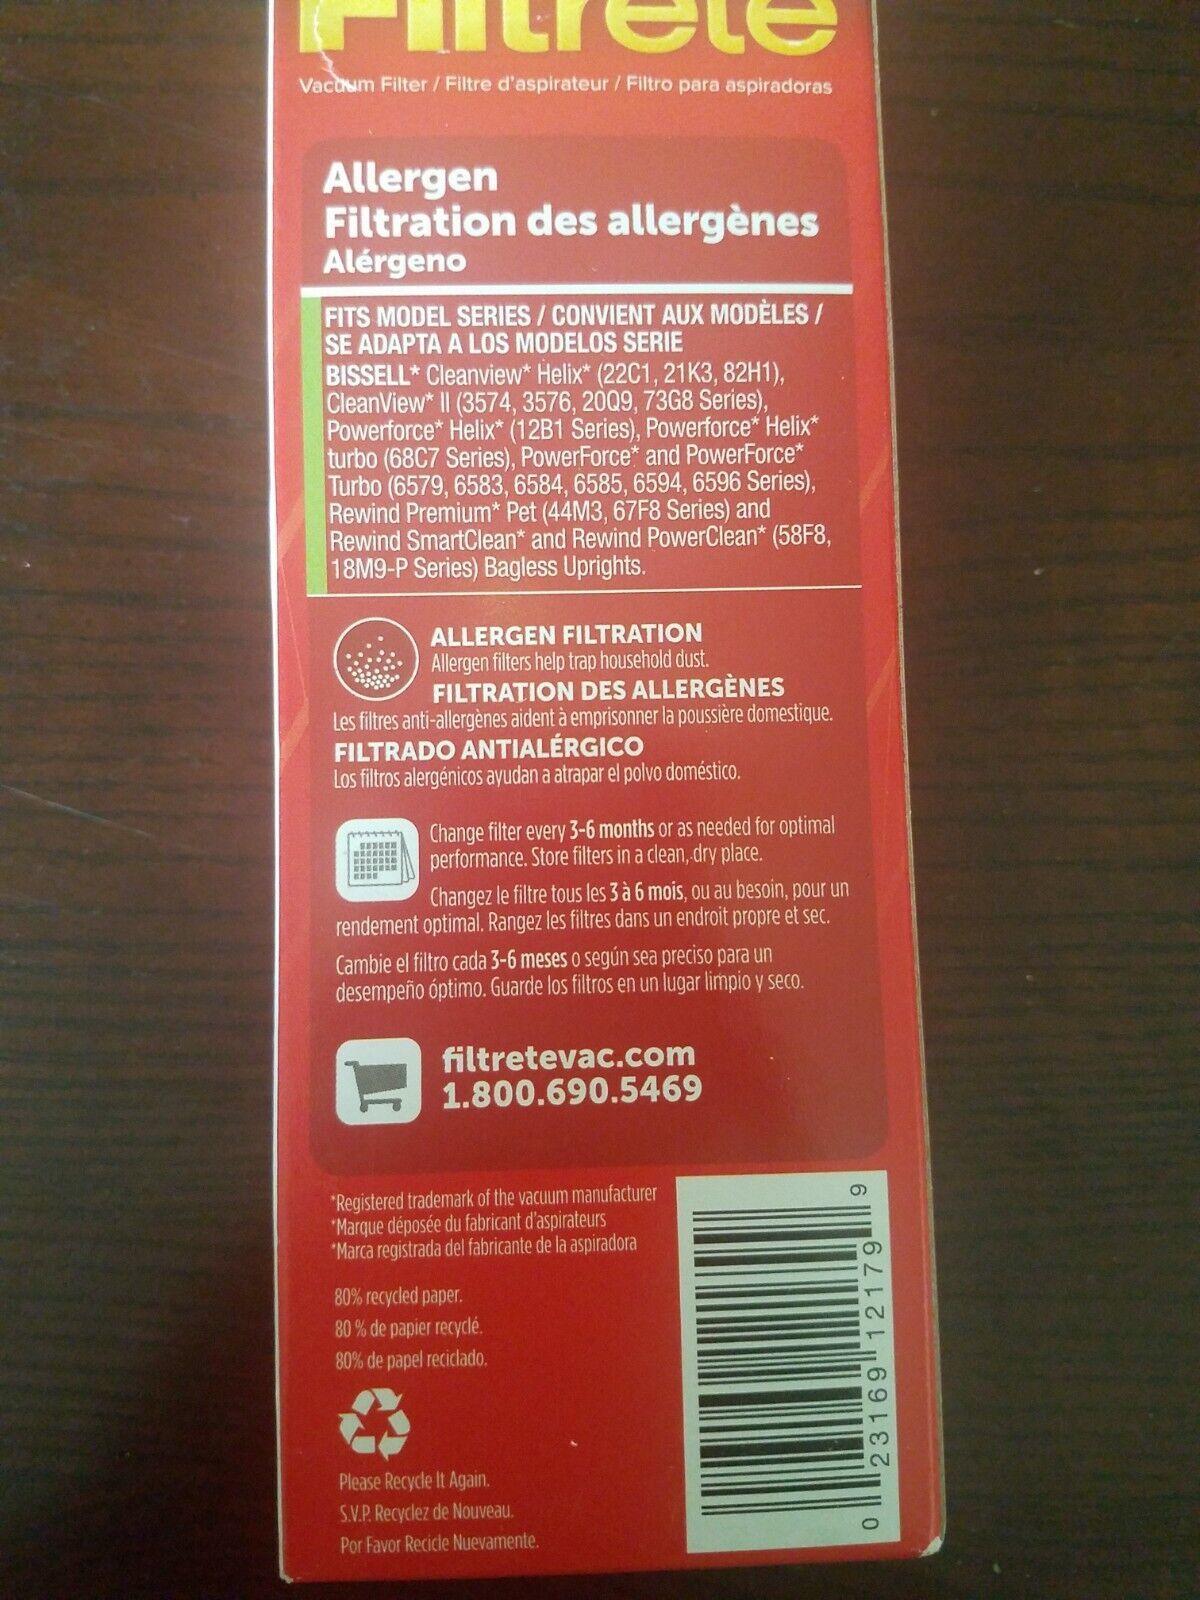 Filtrete
Vacuum Filter / Filtre d'aspirateur / Filtro para aspiradoras
Allergen
Filtration des allergènes
Alérgeno
FITS MODEL SERIES / CONVIENT AUX MODÈLES /
SE ADAPTA A LOS MODELOS SERIE
BISSELL* Cleanview* Helix* (22C1, 21K3, 82H1),
CleanView* II (3574, 3576, 20Q9, 73G8 Series),
Powerforce* Helix* (12B1 Series), Powerforce* Helix*
turbo (68C7 Series), PowerForce* and PowerForce*
Turbo (6579, 6583, 6584, 6585, 6594, 6596 Series),
Rewind Premium* Pet (44M3, 67F8 Series) and
Rewind SmartClean* and Rewind PowerClean* (58F8,
18M9-P Series) Bagless Uprights.
ALLERGEN FILTRATION
Allergen filters help trap household dust.
FILTRATION DES ALLERGÈNES
Les filtres anti-allergènes aident à emprisonner la poussière domestique.
FILTRADO ANTIALÉRGICO
Los filtros alergénicos ayudan a atrapar el polvo doméstico.
Change filter every 3-6 months or as needed for optimal
performance. Store filters in a clean, dry place.
Changez le filtre tous les 3 à 6 mois, ou au besoin, pour un
rendement optimal. Rangez les filtres dans un endroit propre et sec.
Cambie el filtro cada 3-6 meses o según sea preciso para un
desempeño óptimo. Guarde los filtros en un lugar limpio y seco.
filtretevac.com
1.800.690.5469
*Registered trademark of the vacuum manufacturer
*Marque déposée du fabricant d'aspirateurs
*Marca registrada del fabricante de la aspiradora
80% recycled paper.
80 % de papier recyclé.
80% de papel reciclado.
Please Recycle It Again.
S.V.P. Recyclez de Nouveau.
Por Favor Recicle Nuevamente.
0 23169 12179 9